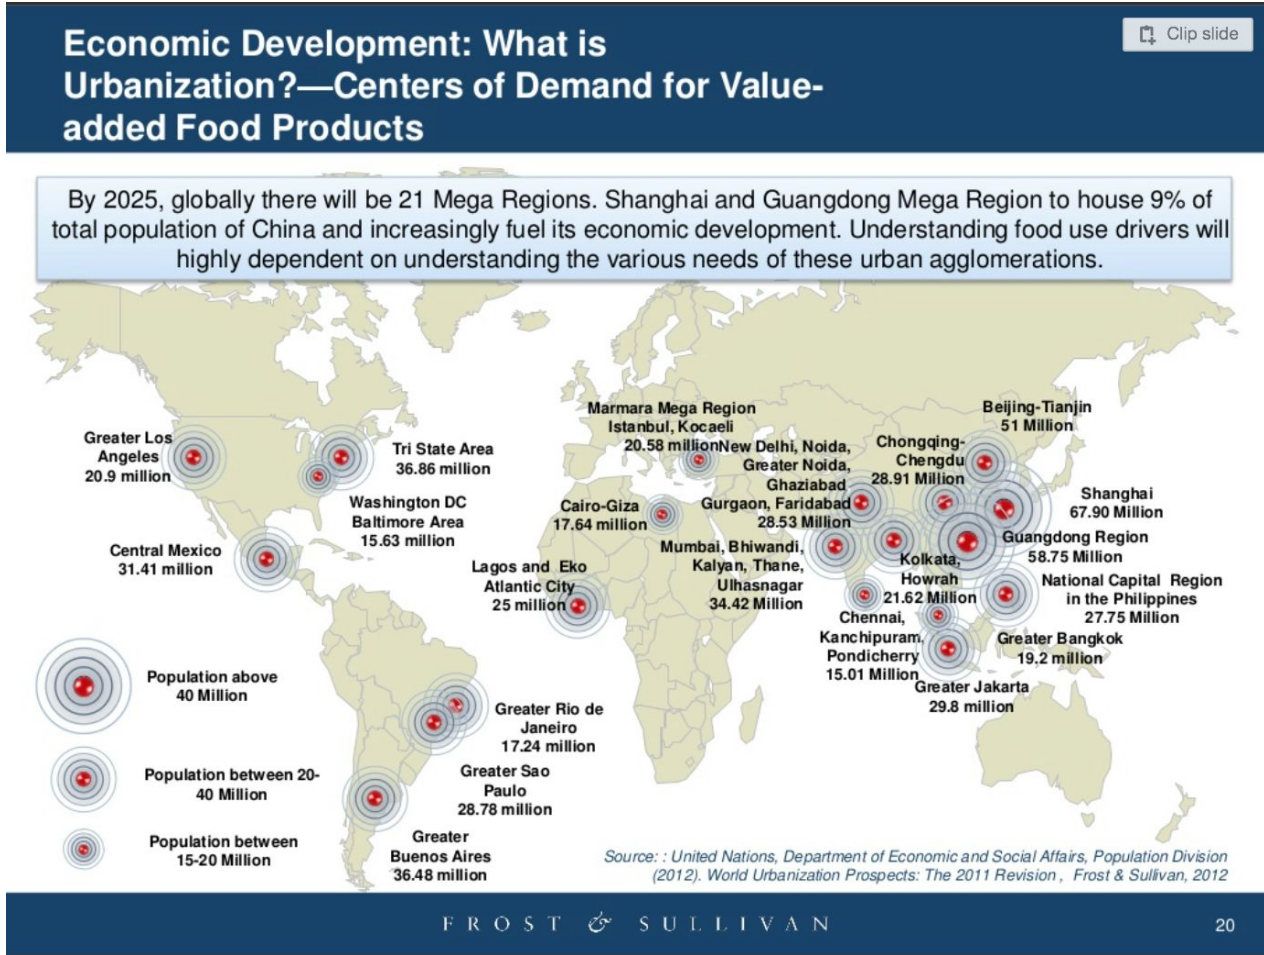 Clip slide
Economic Development: What is
Urbanization?—Centers of Demand for Value-
added Food Products
By 2025, globally there will be 21 Mega Regions. Shanghai and Guangdong Mega Region to house 9% of
total population of China and increasingly fuel its economic development. Understanding food use drivers will
highly dependent on understanding the various needs of these urban agglomerations.
Greater Los
Angeles
20.9 million
Tri State Area
36.86 million
Washington DC
Baltimore Area
15.63 million
Central Mexico
31.41 million
Marmara Mega Region
Istanbul, Kocaeli
20.58 million
New Delhi, Noida,
Greater Noida,
Ghaziabad
Gurgaon, Faridabad
28.53 Million
Chongqing-
Chengdu
28.91 Million
Beijing-Tianjin
51 Million
Shanghai
67.90 Million
Guangdong Region
58.75 Million
Cairo-Giza
17.64 million
Lagos and Eko
Atlantic City
25 million
Mumbai, Bhiwandi,
Kalyan, Thane,
Ulhasnagar
34.42 Million
Kolkata,
Howrah
21.62 Million
National Capital Region
in the Philippines
27.75 Million
Chennai,
Kanchipuram,
Pondicherry
15.01 Million
Greater Bangkok
19.2 million
Greater Jakarta
29.8 million
Greater Rio de
Janeiro
17.24 million
Greater Sao
Paulo
28.78 million
Greater
Buenos Aires
36.48 million
Population above
40 Million
Population between 20-
40 Million
Population between
15-20 Million
Source: : United Nations, Department of Economic and Social Affairs, Population Division
(2012). World Urbanization Prospects: The 2011 Revision , Frost & Sullivan, 2012
FROST & SULLIVAN
20